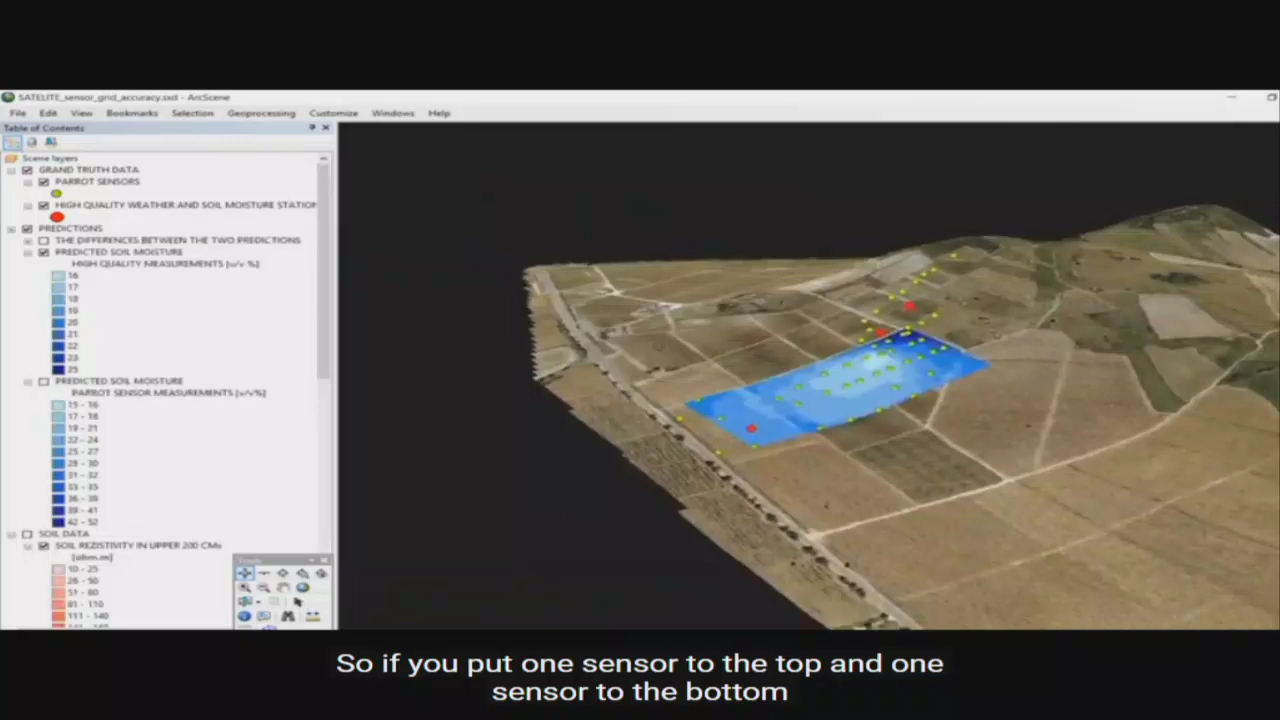 SATELITE_sensor_grid_accuracy.sxd - ArcScene
File Edit View Bookmarks Selection Geoprocessing Customize Windows Help
Table of Contents
Scene layers
GRAND TRUTH DATA
PARROT SENSORS
HIGH QUALITY WEATHER AND SOIL MOISTURE STATION
PREDICTIONS
THE DIFFERENCES BETWEEN THE TWO PREDICTIONS
PREDICTED SOIL MOISTURE
HIGH QUALITY MEASUREMENTS [v/v %]
16
17
18
19
20
21
22
23
25
PREDICTED SOIL MOISTURE
PARROT SENSOR MEASUREMENTS [v/v%]
15 - 16
17 - 18
19 - 21
22 - 24
25 - 27
28 - 30
31 - 32
33 - 35
36 - 38
39 - 41
42 - 52
SOIL DATA
SOIL REZISTIVITY IN UPPER 200 CMs
[ohm.m]
10 - 25
26 - 50
51 - 80
81 - 110
111 - 140
So if you put one sensor to the top and one
sensor to the bottom